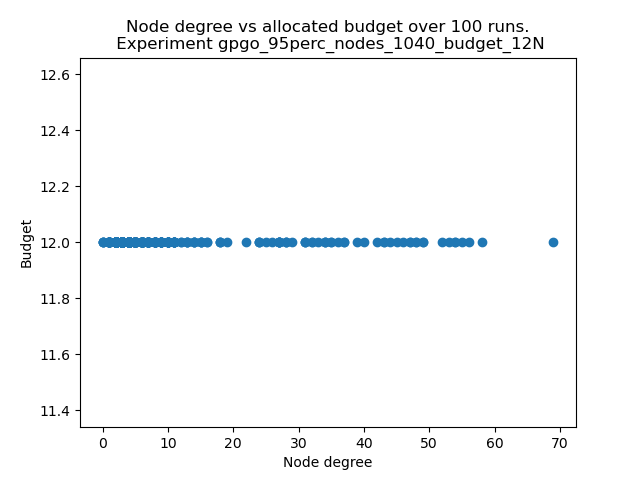 Node degree vs allocated budget over 100 runs.
Experiment gpgo_95perc_nodes_1040_budget_12N
12.6
12.4
12.2
12.0
11.8
11.6
11.4
Budget
0 10 20 30 40 50 60 70
Node degree